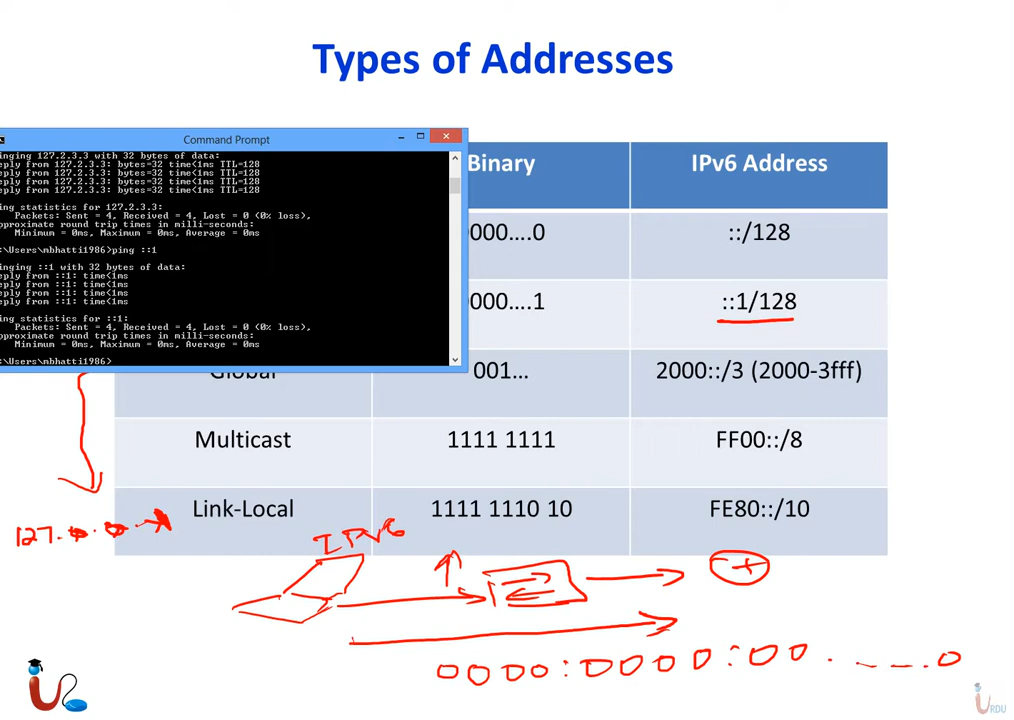 Types of Addresses
Command Prompt
inging 127.2.3.3 with 32 bytes of data:
eply from 127.2.3.3: bytes=32 time<1ms TTL=128
eply from 127.2.3.3: bytes=32 time<1ms TTL=128
eply from 127.2.3.3: bytes=32 time<1ms TTL=128
eply from 127.2.3.3: bytes=32 time<1ms TTL=128
ing statistics for 127.2.3.3:
Packets: Sent = 4, Received = 4, Lost = 0 (0% loss),
pproximate round trip times in milli-seconds:
Minimum = 0ms, Maximum = 0ms, Average = 0ms
:\Users\mbhatti1986>ping ::1
inging ::1 with 32 bytes of data:
eply from ::1: time<1ms
eply from ::1: time<1ms
eply from ::1: time<1ms
eply from ::1: time<1ms
ing statistics for ::1:
Packets: Sent = 4, Received = 4, Lost = 0 (0% loss),
pproximate round trip times in milli-seconds:
Minimum = 0ms, Maximum = 0ms, Average = 0ms
:\Users\mbhatti1986>
Binary IPv6 Address
0000....0 ::/128
0000....1 ::1/128
Global 001... 2000::/3 (2000-3fff)
Multicast 1111 1111 FF00::/8
Link-Local 1111 1110 10 FE80::/10
127.
IPV6
0000:0000:00. _ _ _.0
URDU